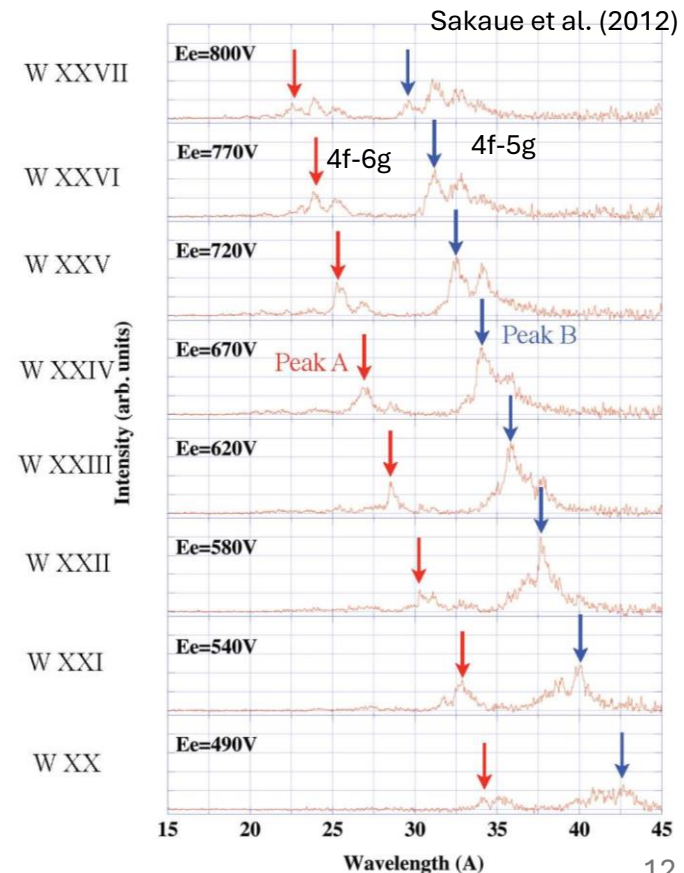 Sakaue et al. (2012)
W XXVII
Ee=800V
W XXVI
Ee=770V
4f-6g
4f-5g
W XXV
Ee=720V
W XXIV
Ee=670V
Peak A
Peak B
Intensity (arb. units)
W XXIII
Ee=620V
W XXII
Ee=580V
W XXI
Ee=540V
W XX
Ee=490V
15 20 25 30 35 40 45
Wavelength (A)
12